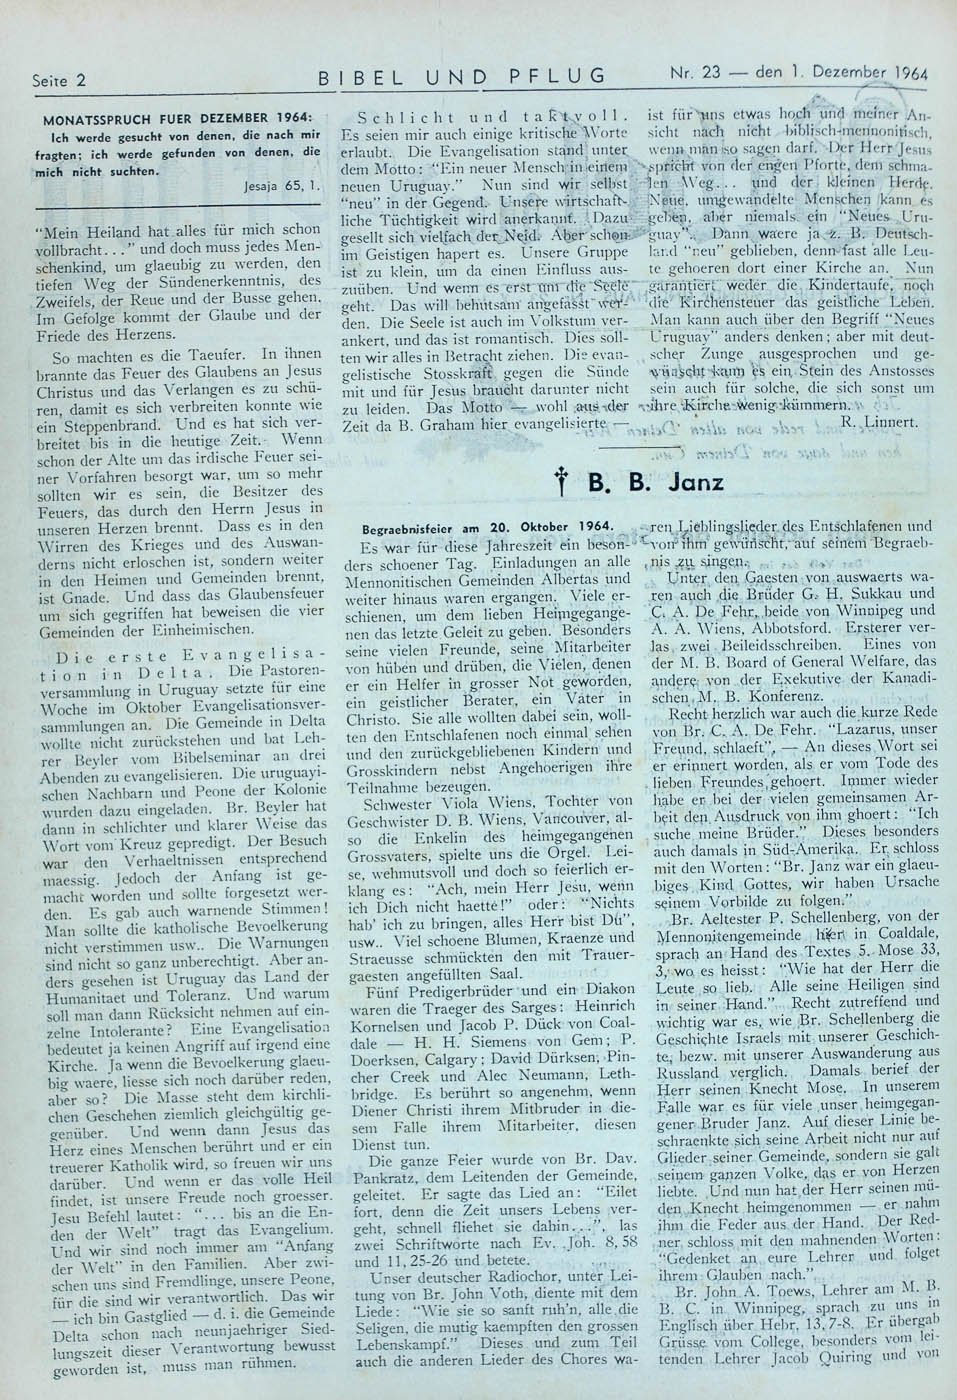 Seite 2
BIBEL UND PFLUG
Nr. 23 — den 1. Dezember 1964
MONATSSPRUCH FUER DEZEMBER 1964:
Ich werde gesucht von denen, die nach mir
fragten; ich werde gefunden von denen, die
mich nicht suchten.
Jesaja 65, 1.
"Mein Heiland hat alles für mich schon
vollbracht..." und doch muss jedes Men-
schenkind, um glaeubig zu werden, den
tiefen Weg der Sündenerkenntnis, des
Zweifels, der Reue und der Busse gehen.
Im Gefolge kommt der Glaube und der
Friede des Herzens.
So machten es die Taeufer. In ihnen
brannte das Feuer des Glaubens an Jesus
Christus und das Verlangen es zu schü-
ren, damit es sich verbreiten konnte wie
ein Steppenbrand. Und es hat sich ver-
breitet bis in die heutige Zeit. Wenn
schon der Alte um das irdische Feuer sei-
ner Vorfahren besorgt war, um so mehr
sollten wir es sein, die Besitzer des
Feuers, das durch den Herrn Jesus in
unseren Herzen brennt. Dass es in den
Wirren des Krieges und des Auswan-
derns nicht erloschen ist, sondern weiter
in den Heimen und Gemeinden brennt,
ist Gnade. Und dass das Glaubensfeuer
um sich gegriffen hat beweisen die vier
Gemeinden der Einheimischen.
Die erste Evangelisa-
tion in Delta. Die Pastoren-
versammlung in Uruguay setzte für eine
Woche im Oktober Evangelisationsver-
sammlungen an. Die Gemeinde in Delta
wollte nicht zurückstehen und bat Leh-
rer Beyler vom Bibelseminar an drei
Abenden zu evangelisieren. Die uruguayi-
schen Nachbarn und Peone der Kolonie
wurden dazu eingeladen. Br. Beyler hat
dann in schlichter und klarer Weise das
Wort vom Kreuz gepredigt. Der Besuch
war den Verhaeltnissen entsprechend
maessig. Jedoch der Anfang ist ge-
macht worden und sollte forgesetzt wer-
den. Es gab auch warnende Stimmen!
Man sollte die katholische Bevoelkerung
nicht verstimmen usw.. Die Warnungen
sind nicht so ganz unberechtigt. Aber an-
ders gesehen ist Uruguay das Land der
Humanitaet und Toleranz. Und warum
soll man dann Rücksicht nehmen auf ein-
zelne Intolerante? Eine Evangelisation
bedeutet ja keinen Angriff auf irgend eine
Kirche. Ja wenn die Bevoelkerung glaeu-
big waere, liesse sich noch darüber reden,
aber so? Die Masse steht dem kirchli-
chen Geschehen ziemlich gleichgültig ge-
genüber. Und wenn dann Jesus das
Herz eines Menschen berührt und er ein
treuerer Katholik wird, so freuen wir uns
darüber. Und wenn er das volle Heil
findet, ist unsere Freude noch groesser.
Jesu Befehl lautet: "... bis an die En-
den der Welt" tragt das Evangelium.
Und wir sind noch immer am "Anfang
der Welt" in den Familien. Aber zwi-
schen uns sind Fremdlinge, unsere Peone,
für die sind wir verantwortlich. Das wir
— ich bin Gastglied — d. i. die Gemeinde
Delta schon nach neunjaehriger Sied-
lungszeit dieser Verantwortung bewusst
geworden ist, muss man rühmen.
Schlicht und taktvoll.
Es seien mir auch einige kritische Worte
erlaubt. Die Evangelisation stand unter
dem Motto: "Ein neuer Mensch in einem
neuen Uruguay." Nun sind wir selbst
"neu" in der Gegend. Unsere wirtschaft-
liche Tüchtigkeit wird anerkannt. Dazu
gesellt sich vielfach der Neid. Aber schon
im Geistigen hapert es. Unsere Gruppe
ist zu klein, um da einen Einfluss aus-
zuüben. Und wenn es erst um die Seele
geht. Das will behutsam angefasst wer-
den. Die Seele ist auch im Volkstum ver-
ankert, und das ist romantisch. Dies soll-
ten wir alles in Betracht ziehen. Die evan-
gelistische Stosskraft gegen die Sünde
mit und für Jesus braucht darunter nicht
zu leiden. Das Motto — wohl aus der
Zeit da B. Graham hier evangelisierte —
ist für uns etwas hoch und meiner An-
sicht nach nicht biblisch-mennonitisch,
wenn man so sagen darf. Der Herr Jesus
spricht von der engen Pforte, dem schma-
len Weg... und der kleinen Herde.
Neue, umgewandelte Menschen kann es
geben, aber niemals ein "Neues Uru-
guay". Dann waere ja z. B. Deutsch-
land "neu" geblieben, denn fast alle Leu-
te gehoeren dort einer Kirche an. Nun
garantiert weder die Kindertaufe, noch
die Kirchensteuer das geistliche Leben.
Man kann auch über den Begriff "Neues
Uruguay" anders denken; aber mit deut-
scher Zunge ausgesprochen und ge-
wünscht kann es ein Stein des Anstosses
sein auch für solche, die sich sonst um
ihre Kirche wenig kümmern.
R. Linnert.
† B. B. Janz
Begraebnisfeier am 20. Oktober 1964.
Es war für diese Jahreszeit ein beson-
ders schoener Tag. Einladungen an alle
Mennonitischen Gemeinden Albertas und
weiter hinaus waren ergangen. Viele er-
schienen, um dem lieben Heimgegange-
nen das letzte Geleit zu geben. Besonders
seine vielen Freunde, seine Mitarbeiter
von hüben und drüben, die Vielen, denen
er ein Helfer in grosser Not geworden,
ein geistlicher Berater, ein Vater in
Christo. Sie alle wollten dabei sein, woll-
ten den Entschlafenen noch einmal sehen
und den zurückgebliebenen Kindern und
Grosskindern nebst Angehoerigen ihre
Teilnahme bezeugen.
Schwester Viola Wiens, Tochter von
Geschwister D. B. Wiens, Vancouver, al-
so die Enkelin des heimgegangenen
Grossvaters, spielte uns die Orgel. Lei-
se, wehmutsvoll und doch so feierlich er-
klang es: "Ach, mein Herr Jesu, wenn
ich Dich nicht haette!" oder: "Nichts
hab' ich zu bringen, alles Herr bist Du",
usw.. Viel schoene Blumen, Kraenze und
Straeusse schmückten den mit Trauer-
gaesten angefüllten Saal.
Fünf Predigerbrüder und ein Diakon
waren die Traeger des Sarges: Heinrich
Kornelsen und Jacob P. Dück von Coal-
dale — H. H. Siemens von Gem; P.
Doerksen, Calgary; David Dürksen, Pin-
cher Creek und Alec Neumann, Leth-
bridge. Es berührt so angenehm, wenn
Diener Christi ihrem Mitbruder in die-
sem Falle ihrem Mitarbeiter, diesen
Dienst tun.
Die ganze Feier wurde von Br. Dav.
Pankratz, dem Leitenden der Gemeinde,
geleitet. Er sagte das Lied an: "Eilet
fort, denn die Zeit unsers Lebens ver-
geht, schnell fliehet sie dahin...", las
zwei Schriftworte nach Ev. Joh. 8, 58
und 11, 25-26 und betete.
Unser deutscher Radiochor, unter Lei-
tung von Br. John Voth, diente mit dem
Liede: "Wie sie so sanft ruh'n, alle die
Seligen, die mutig kaempften den grossen
Lebenskampf." Dieses und zum Teil
auch die anderen Lieder des Chores wa-
ren Lieblingslieder des Entschlafenen und
von ihm gewünscht, auf seinem Begraeb-
nis zu singen.
Unter den Gaesten von auswaerts wa-
ren auch die Brüder G. H. Sukkau und
C. A. De Fehr, beide von Winnipeg und
A. A. Wiens, Abbotsford. Ersterer ver-
las zwei Beileidsschreiben. Eines von
der M. B. Board of General Welfare, das
andere von der Exekutive der Kanadi-
schen M. B. Konferenz.
Recht herzlich war auch die kurze Rede
von Br. C. A. De Fehr. "Lazarus, unser
Freund, schlaeft", — An dieses Wort sei
er erinnert worden, als er vom Tode des
lieben Freundes gehoert. Immer wieder
habe er bei der vielen gemeinsamen Ar-
beit den Ausdruck von ihm ghoert: "Ich
suche meine Brüder." Dieses besonders
auch damals in Süd-Amerika. Er schloss
mit den Worten: "Br. Janz war ein glaeu-
biges Kind Gottes, wir haben Ursache
seinem Vorbilde zu folgen."
Br. Aeltester P. Schellenberg, von der
Mennonitengemeinde hier in Coaldale,
sprach an Hand des Textes 5. Mose 33,
3, wo es heisst: "Wie hat der Herr die
Leute so lieb. Alle seine Heiligen sind
in seiner Hand." Recht zutreffend und
wichtig war es, wie Br. Schellenberg die
Geschichte Israels mit unserer Geschich-
te, bezw. mit unserer Auswanderung aus
Russland verglich. Damals berief der
Herr seinen Knecht Mose. In unserem
Falle war es für viele unser heimgegan-
gener Bruder Janz. Auf dieser Linie be-
schraenkte sich seine Arbeit nicht nur auf
Glieder seiner Gemeinde, sondern sie galt
seinem ganzen Volke, das er von Herzen
liebte. Und nun hat der Herr seinen mü-
den Knecht heimgenommen — er nahm
ihm die Feder aus der Hand. Der Red-
ner schloss mit den mahnenden Worten:
"Gedenket an eure Lehrer und folget
ihrem Glauben nach."
Br. John A. Toews, Lehrer am M. B.
B. C. in Winnipeg, sprach zu uns in
Englisch über Hebr. 13, 7-8. Er übergab
Grüsse vom College, besonders vom lei-
tenden Lehrer Jacob Quiring und von